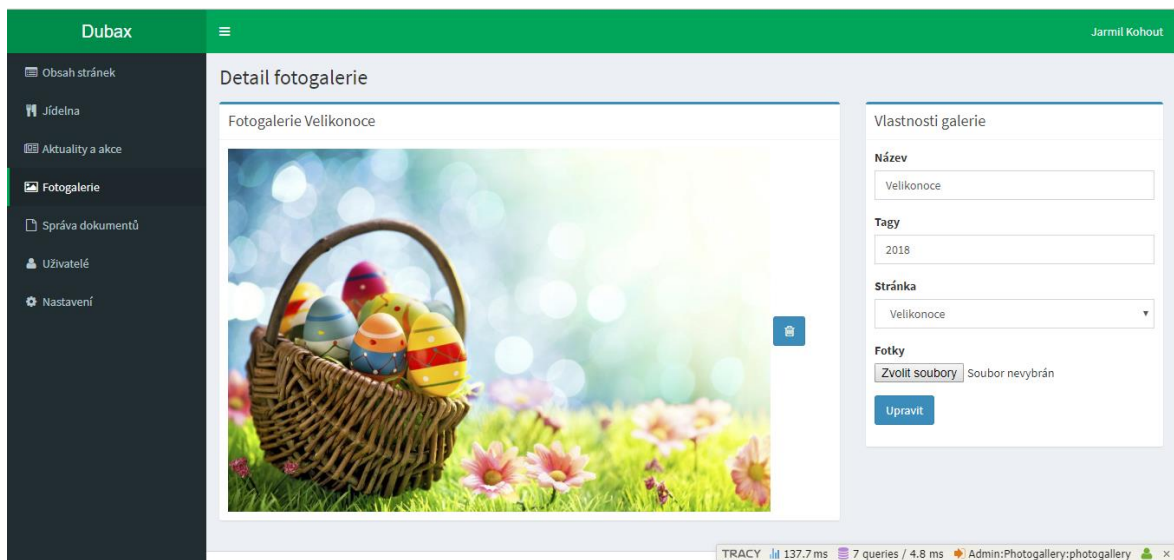 Dubax
Jarmil Kohout
Obsah stránek
Jídelna
Aktuality a akce
Fotogalerie
Správa dokumentů
Uživatelé
Nastavení
Detail fotogalerie
Fotogalerie Velikonoce
Vlastnosti galerie
Název
Velikonoce
Tagy
2018
Stránka
Velikonoce
Fotky
Zvolit soubory Soubor nevybrán
Upravit
TRACY 137.7 ms 7 queries / 4.8 ms Admin:Photogallery:photogallery ×